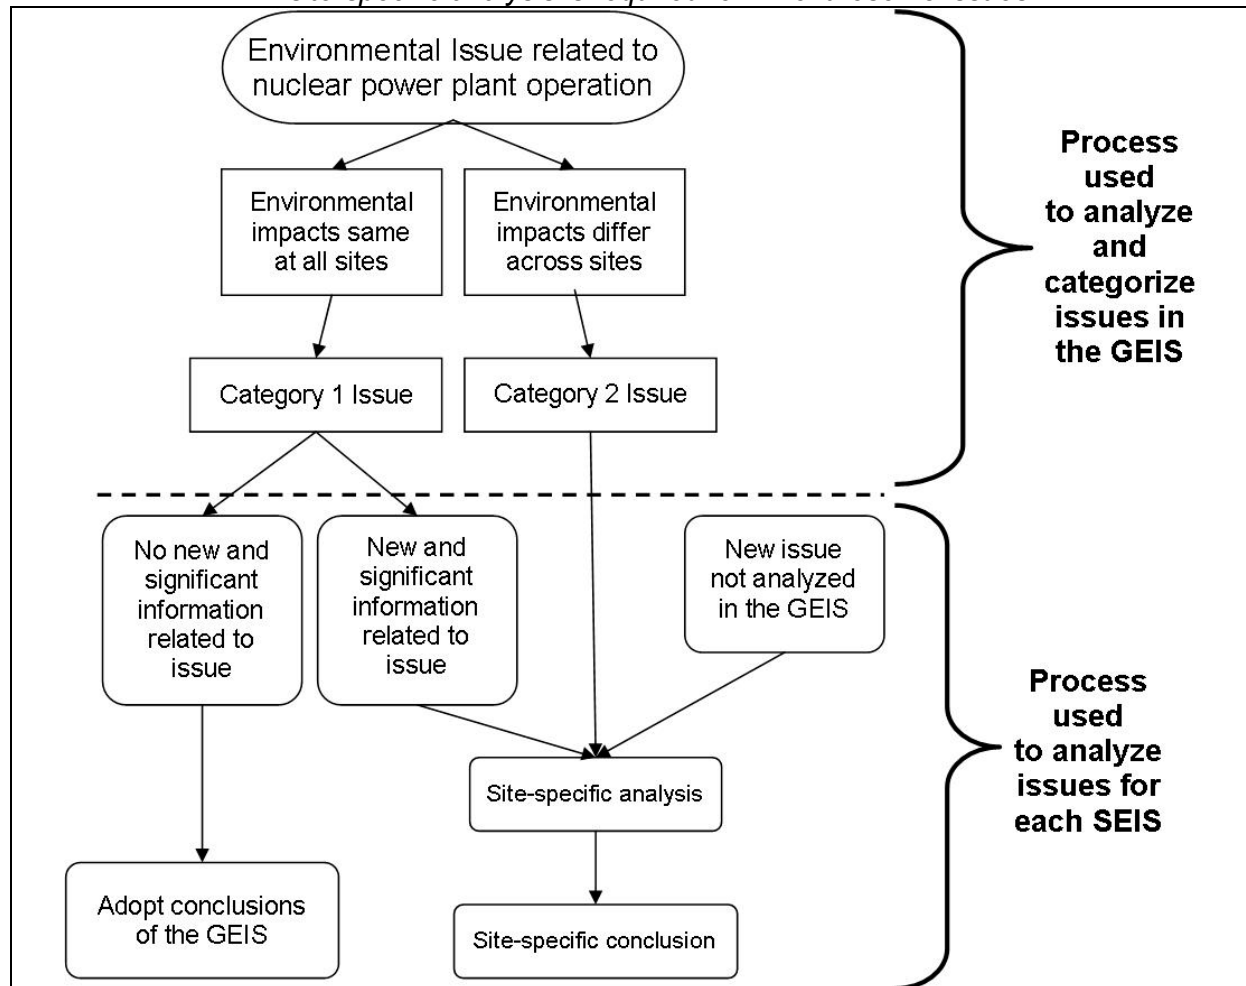 Environmental Issue related to
nuclear power plant operation
Environmental
impacts same
at all sites
Environmental
impacts differ
across sites
Category 1 Issue
Category 2 Issue
Process
used
to analyze
and
categorize
issues in
the GEIS
No new and
significant
information
related to
issue
New and
significant
information
related to
issue
New issue
not analyzed
in the GEIS
Site-specific analysis
Adopt conclusions
of the GEIS
Site-specific conclusion
Process
used
to analyze
issues for
each SEIS